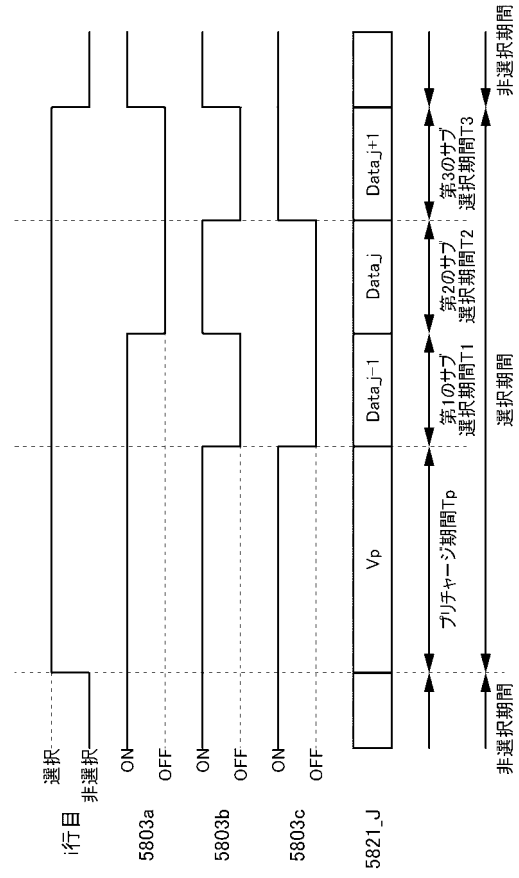 i行目
選択
非選択
5803a
ON
OFF
5803b
ON
OFF
5803c
ON
OFF
5821_J
Vp
Data_j−1
Data_j
Data_j+1
プリチャージ期間Tp
第1のサブ
選択期間T1
第2のサブ
選択期間T2
第3のサブ
選択期間T3
非選択期間
選択期間
非選択期間